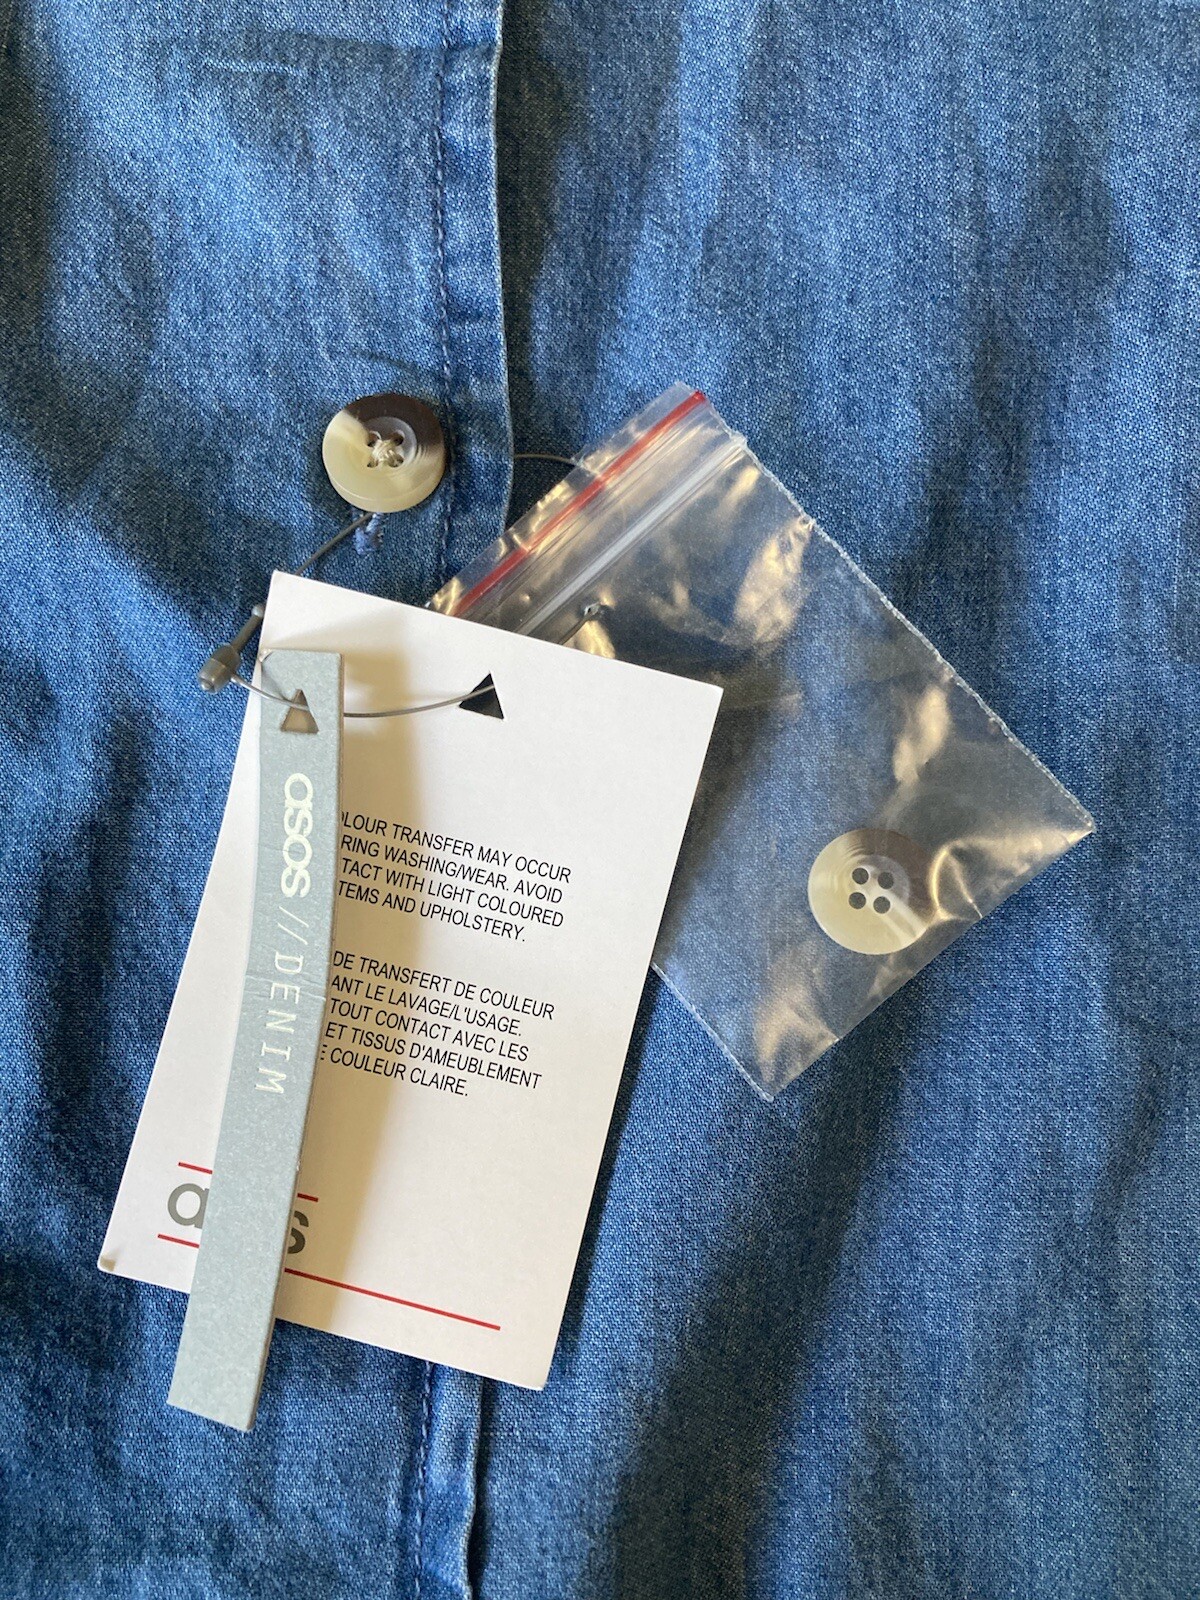 asos //DENIM
OLOUR TRANSFER MAY OCCUR
RING WASHING/WEAR. AVOID
TACT WITH LIGHT COLOURED
TEMS AND UPHOLSTERY.
DE TRANSFERT DE COULEUR
ANT LE LAVAGE/L'USAGE.
TOUT CONTACT AVEC LES
ET TISSUS D'AMEUBLEMENT
E COULEUR CLAIRE.
a s